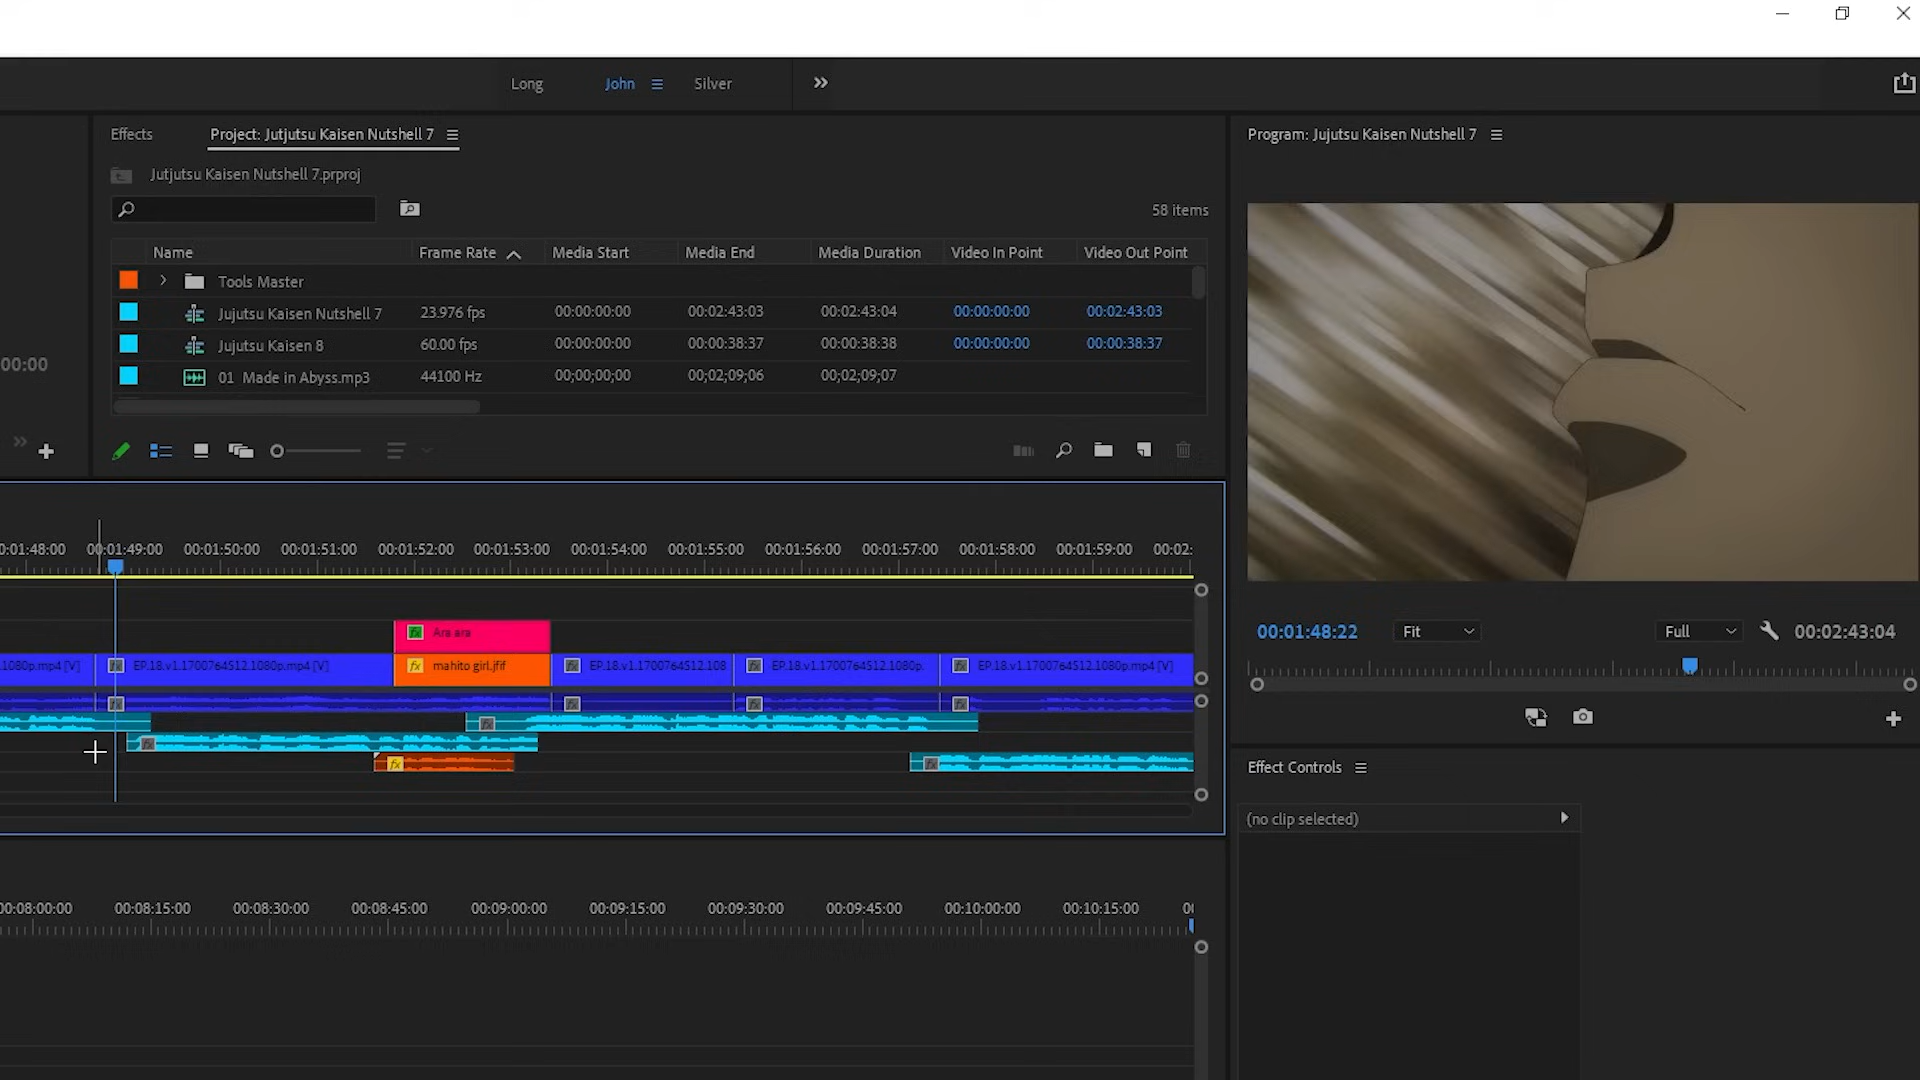 Long John Silver
Effects Project: Jutjutsu Kaisen Nutshell 7
Program: Jujutsu Kaisen Nutshell 7
Jutjutsu Kaisen Nutshell 7.prproj
58 items
Name Frame Rate Media Start Media End Media Duration Video In Point Video Out Point
Tools Master
Jujutsu Kaisen Nutshell 7 23.976 fps 00:00:00:00 00:02:43:03 00:02:43:04 00:00:00:00 00:02:43:03
Jujutsu Kaisen 8 60.00 fps 00:00:00:00 00:00:38:37 00:00:38:38 00:00:00:00 00:00:38:37
01 Made in Abyss.mp3 44100 Hz 00;00;00;00 00;02;09;06 00;02;09;07
00:00
0:01:48:00 00:01:49:00 00:01:50:00 00:01:51:00 00:01:52:00 00:01:53:00 00:01:54:00 00:01:55:00 00:01:56:00 00:01:57:00 00:01:58:00 00:01:59:00 00:02:
Ara ara
.1080p.mp4 [V] EP.18.v1.1700764512.1080p.mp4 [V] mahito girl.jfif EP.18.v1.1700764512.108 EP.18.v1.1700764512.1080p. EP.18.v1.1700764512.1080p.mp4 [V]
00:01:48:22 Fit Full 00:02:43:04
Effect Controls
(no clip selected)
00:08:00:00 00:08:15:00 00:08:30:00 00:08:45:00 00:09:00:00 00:09:15:00 00:09:30:00 00:09:45:00 00:10:00:00 00:10:15:00 00